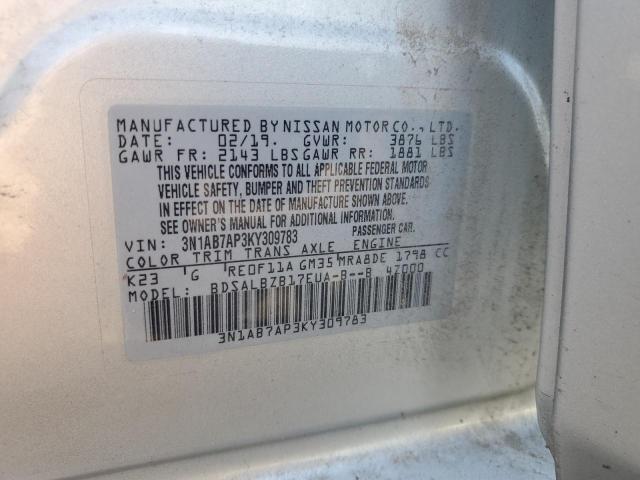 MANUFACTURED BY NISSAN MOTOR CO., LTD.
DATE: 02/19. GVWR: 3876 LBS
GAWR FR: 2143 LBS GAWR RR: 1881 LBS
THIS VEHICLE CONFORMS TO ALL APPLICABLE FEDERAL MOTOR
VEHICLE SAFETY, BUMPER AND THEFT PREVENTION STANDARDS
IN EFFECT ON THE DATE OF MANUFACTURE SHOWN ABOVE.
SEE OWNER'S MANUAL FOR ADDITIONAL INFORMATION.
VIN: 3N1AB7AP3KY309783 PASSENGER CAR.
COLOR TRIM TRANS AXLE ENGINE
K23 'G 'RE0F11A GM35 MRA8DE 1798 CC
MODEL: BDSALBZB17EUA-B--B 4Z000
3N1AB7AP3KY309783